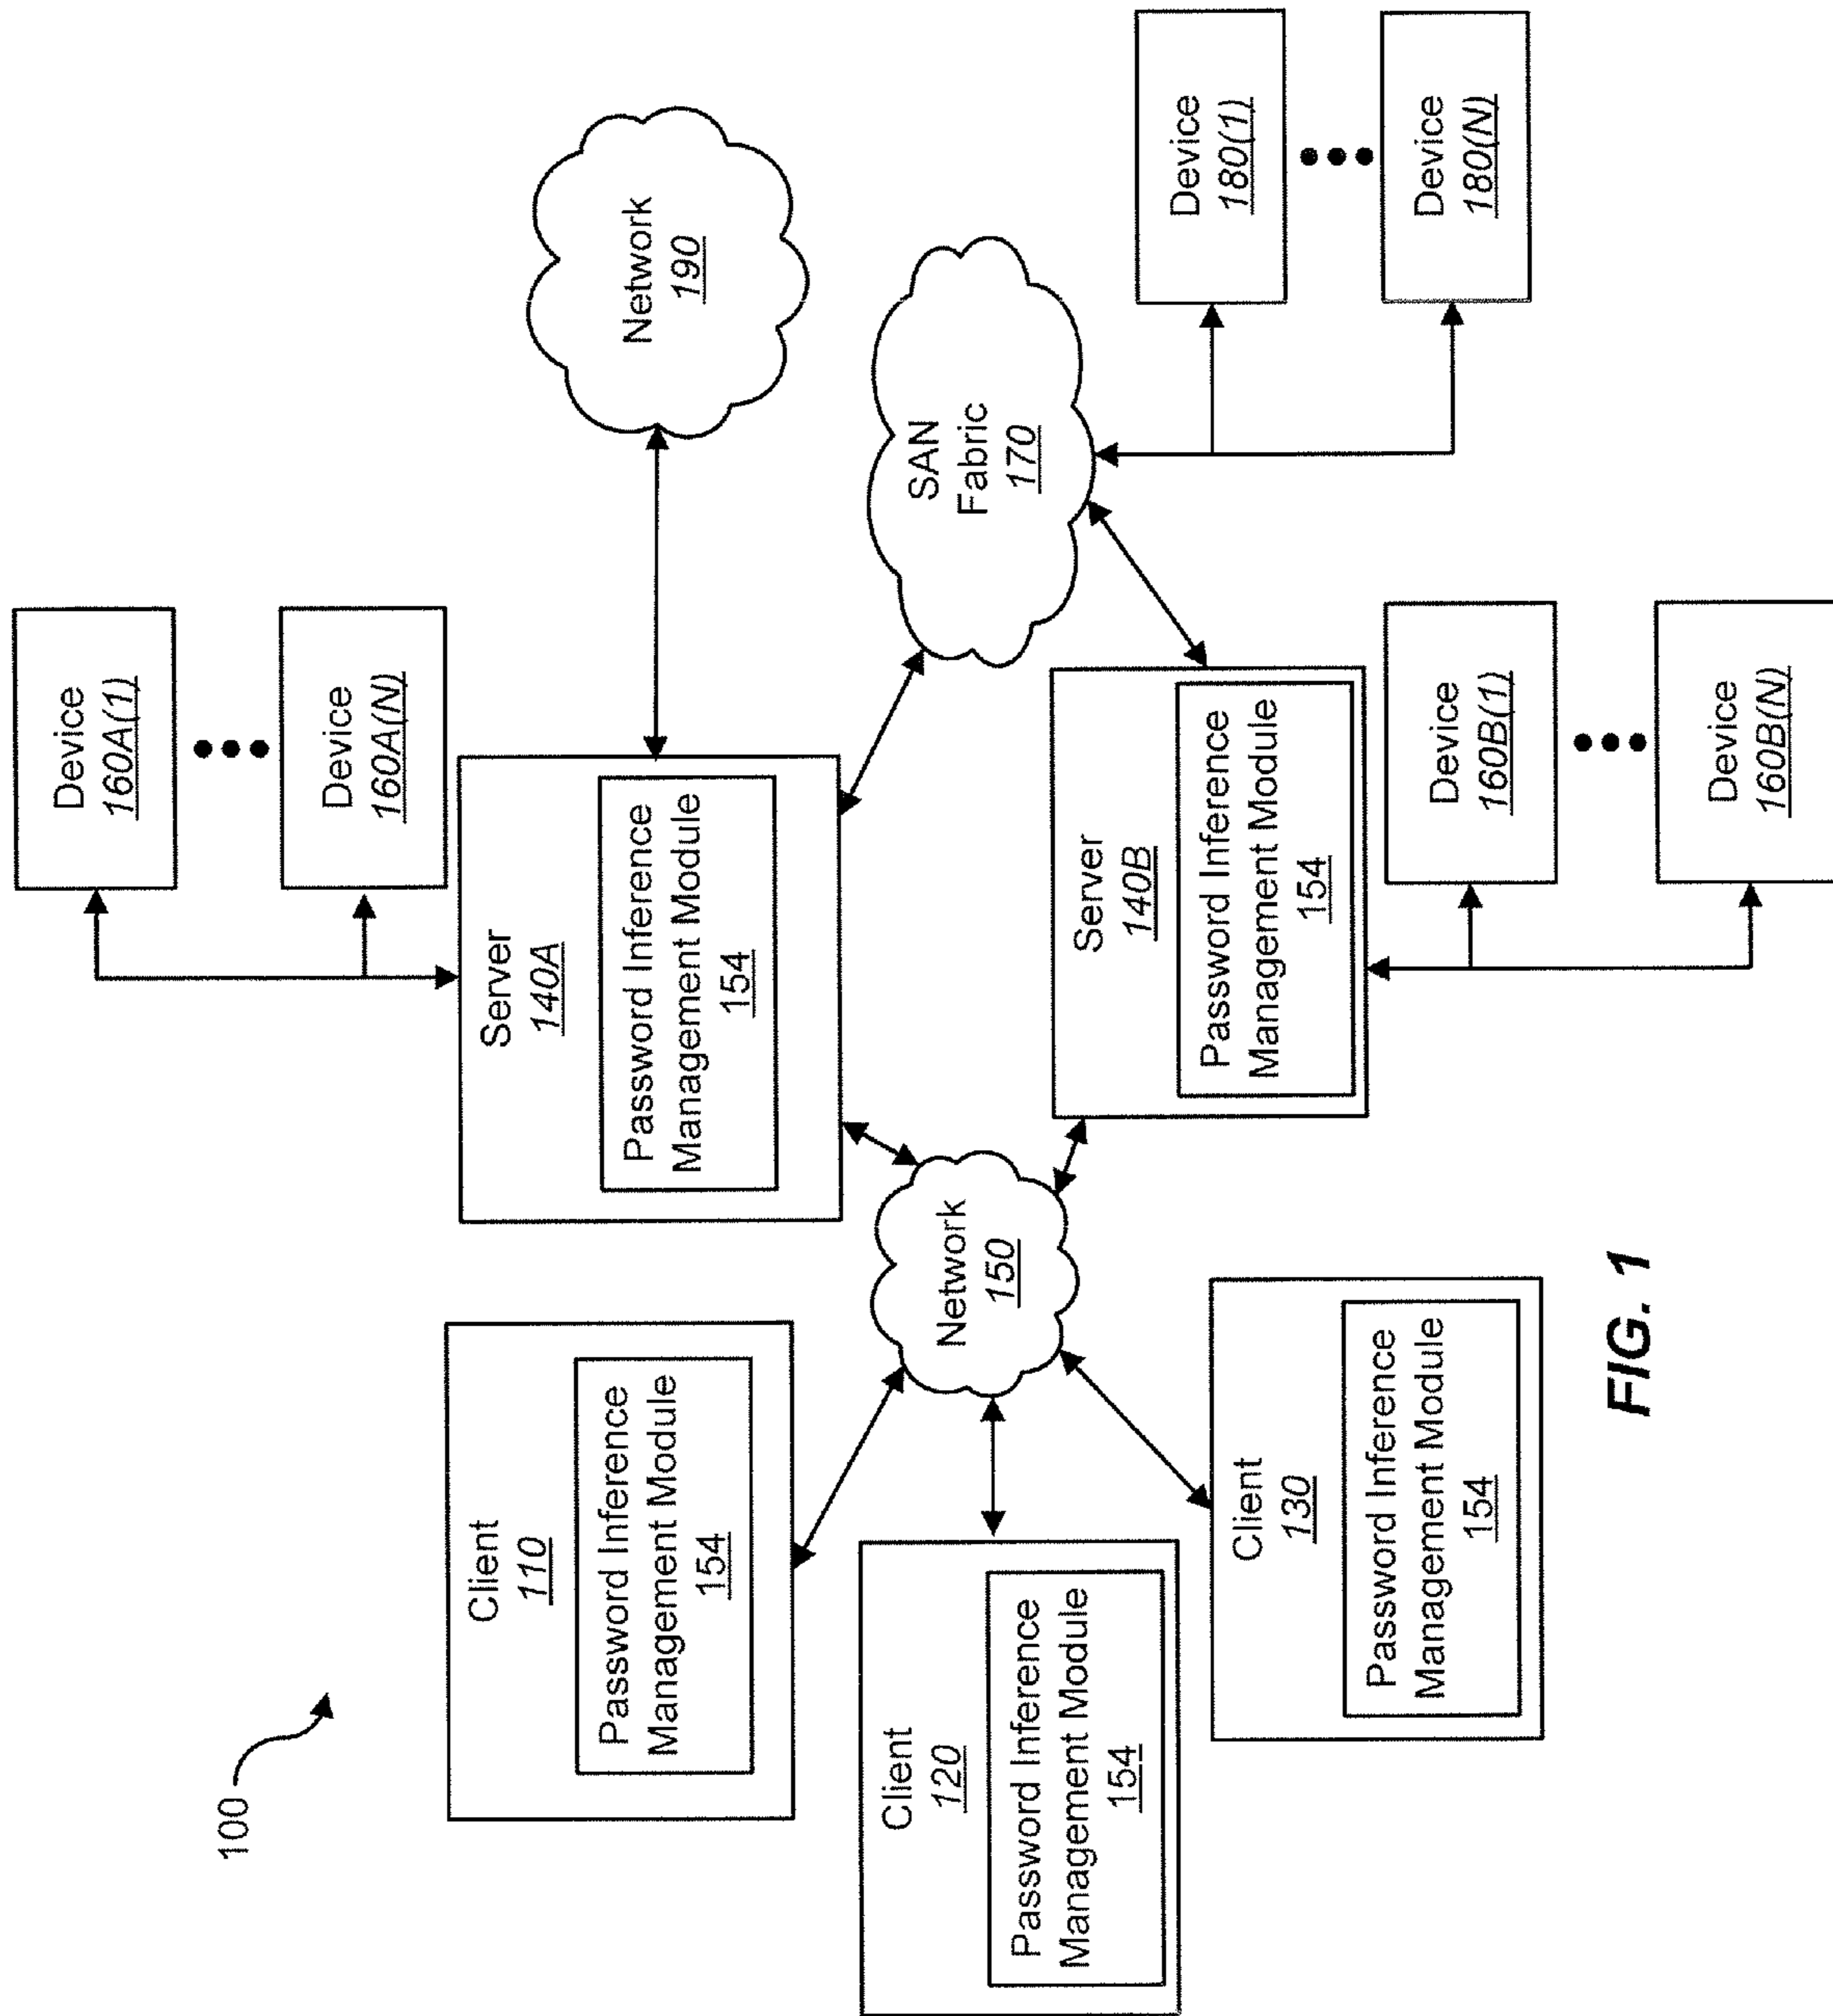 100
Client
110
Password Inference
Management Module
154
Client
120
Password Inference
Management Module
154
Client
130
Password Inference
Management Module
154
Network
150
Server
140A
Password Inference
Management Module
154
Server
140B
Password Inference
Management Module
154
Device
160A(1)
Device
160A(N)
Device
160B(1)
Device
160B(N)
Network
190
SAN
Fabric
170
Device
180(1)
Device
180(N)
FIG. 1